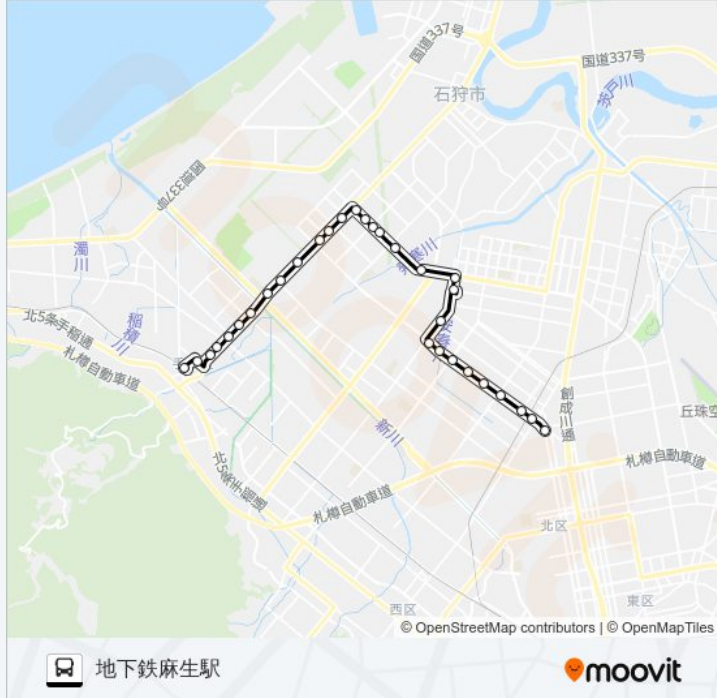 国道337号
国道337号
石狩市
茨戸川
国道337号
濁川
発寒川
北5条手稲通
稲積川
札樽自動車道
創成川通
丘珠空
新川
北5条手稲通
札樽自動車道
札樽自動車道
北区
東区
西区
© OpenStreetMap contributors | © OpenMapTiles
地下鉄麻生駅
moovit